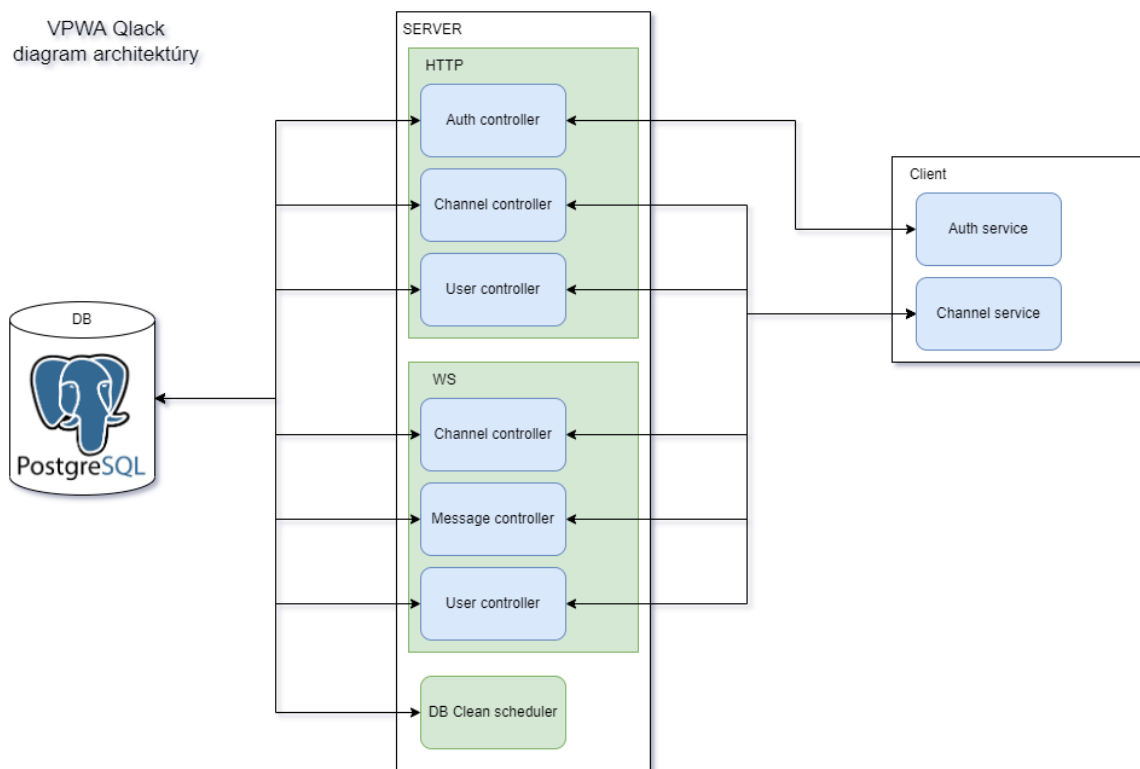 VPWA Qlack
diagram architektúry
SERVER
HTTP
Auth controller
Channel controller
User controller
WS
Channel controller
Message controller
User controller
DB Clean scheduler
DB
PostgreSQL
Client
Auth service
Channel service